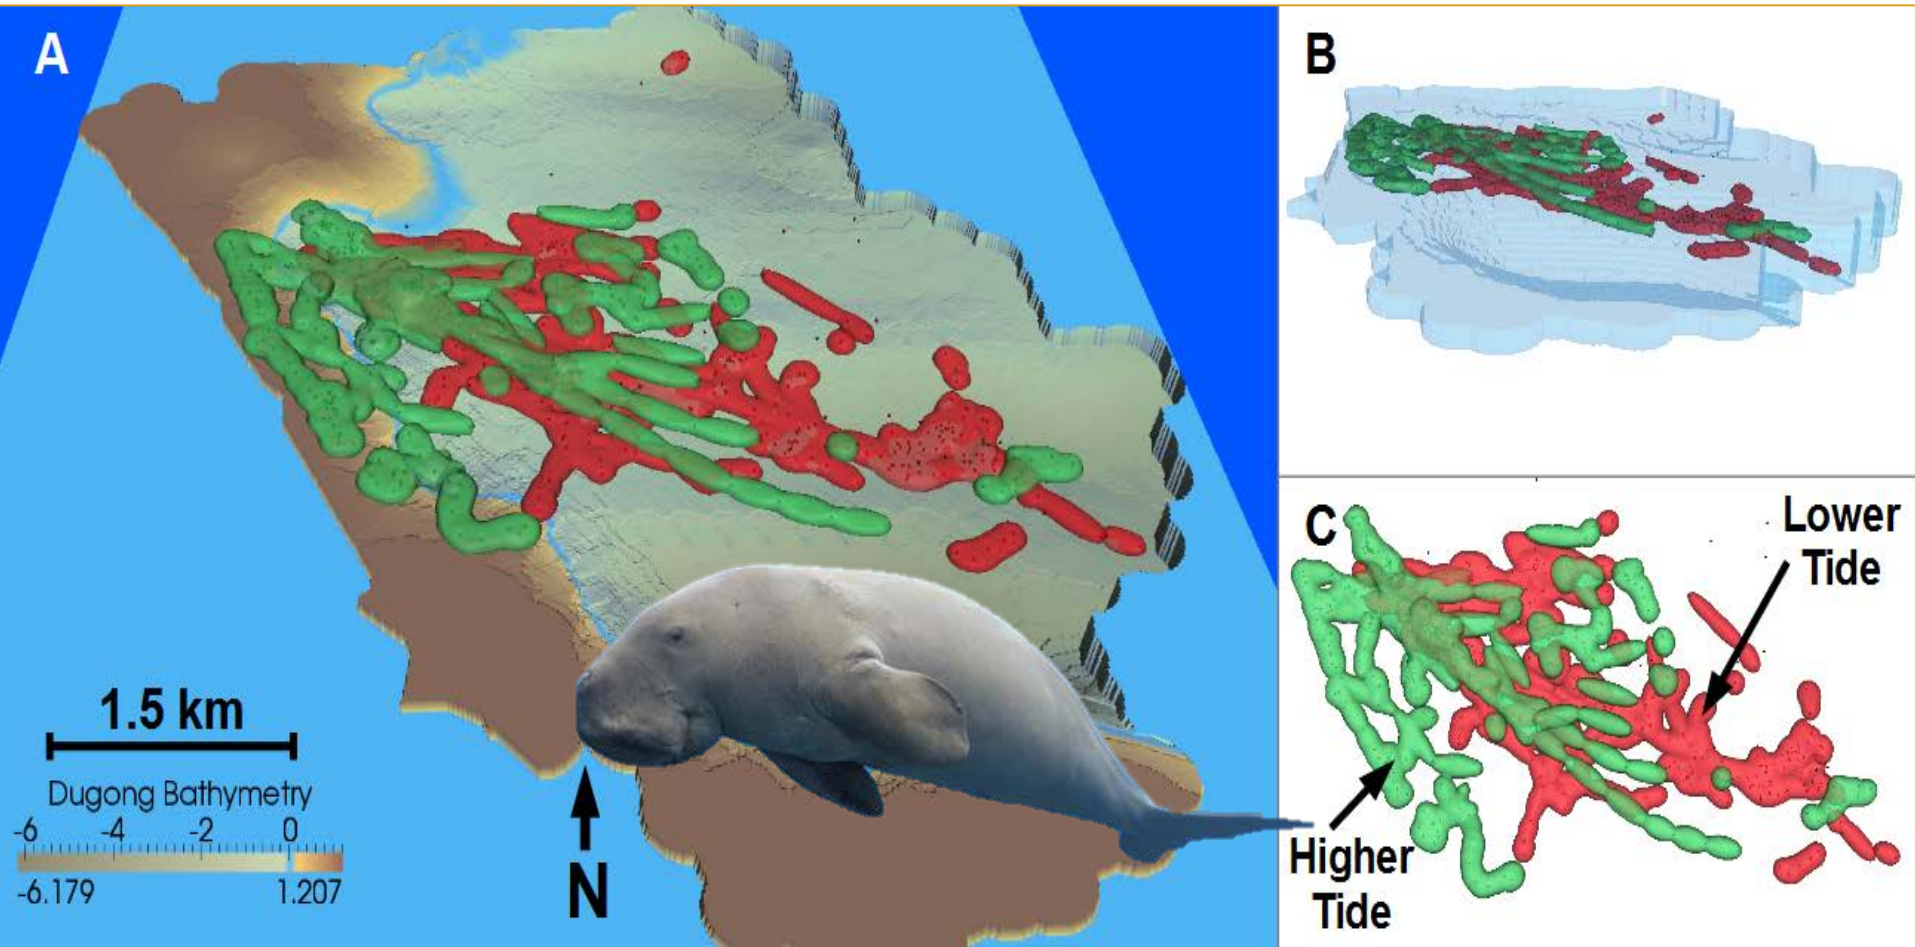 A
1.5 km
Dugong Bathymetry
-6 -4 -2 0
-6.179 1.207
N
B
C
Lower
Tide
Higher
Tide